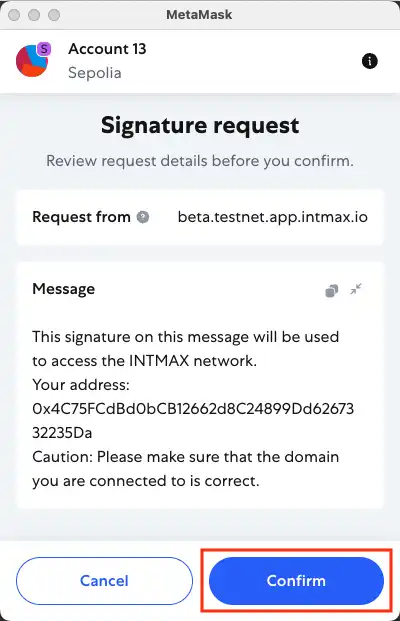 MetaMask
S
Account 13
Sepolia
Signature request
Review request details before you confirm.
Request from ? beta.testnet.app.intmax.io
Message
This signature on this message will be used
to access the INTMAX network.
Your address:
0x4C75FCdBd0bCB12662d8C24899Dd62673
32235Da
Caution: Please make sure that the domain
you are connected to is correct.
Cancel Confirm